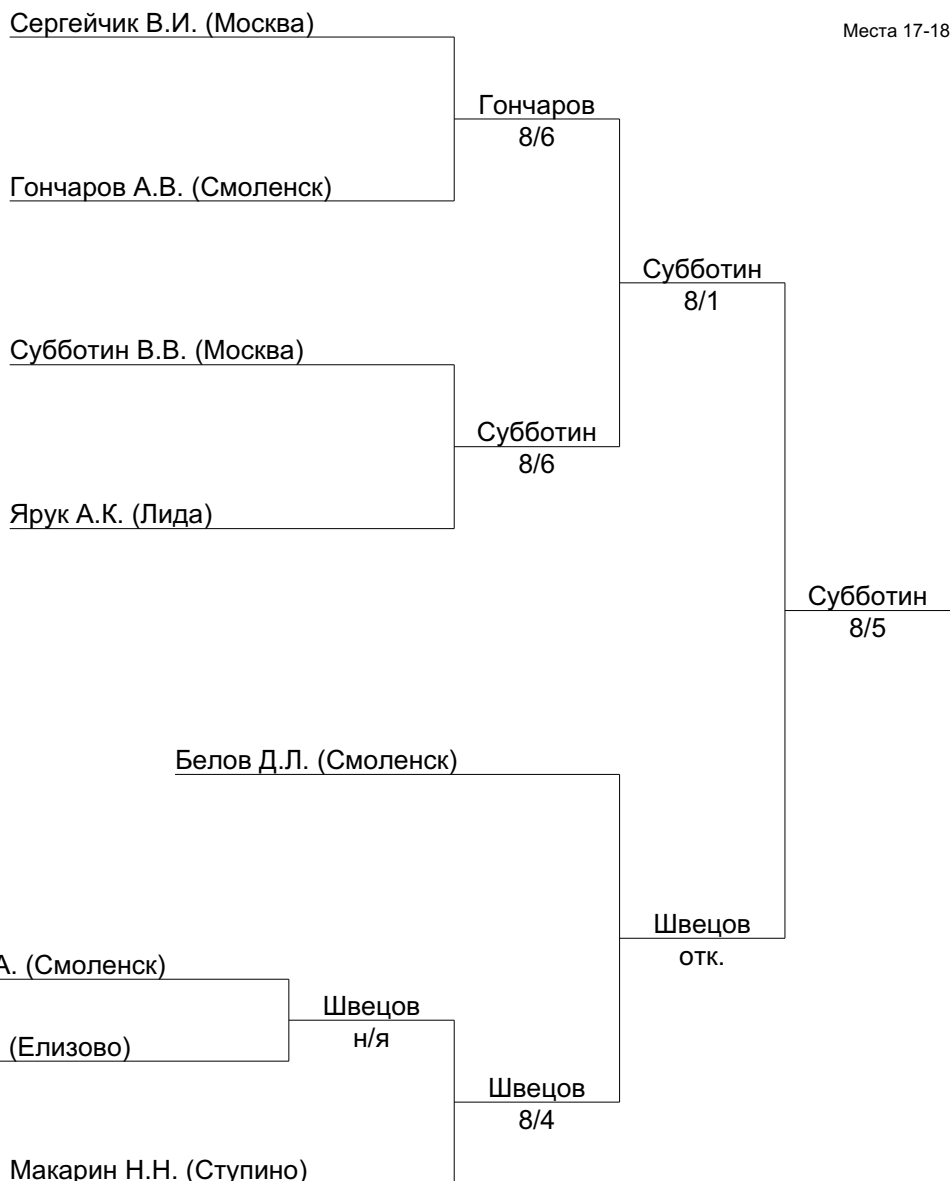 Сергейчик В.И. (Москва)
Места 17-18
Гончаров
8/6
Гончаров А.В. (Смоленск)
Субботин
8/1
Субботин В.В. (Москва)
Субботин
8/6
Ярук А.К. (Лида)
Субботин
8/5
Белов Д.Л. (Смоленск)
Швецов
отк.
А. (Смоленск)
Швецов
н/я
(Елизово)
Швецов
8/4
Макарин Н.Н. (Ступино)